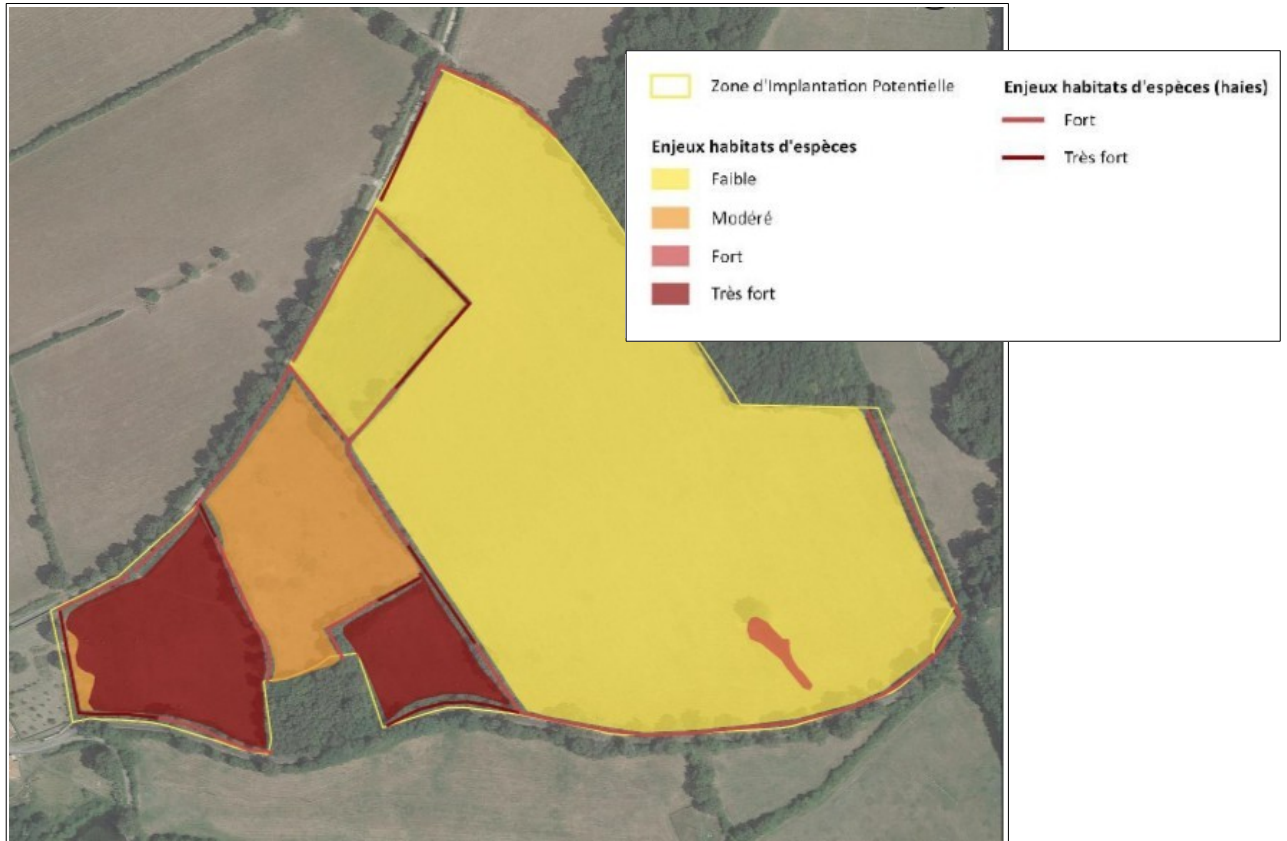 Zone d'Implantation Potentielle
Enjeux habitats d'espèces
Faible
Modéré
Fort
Très fort
Enjeux habitats d'espèces (haies)
Fort
Très fort